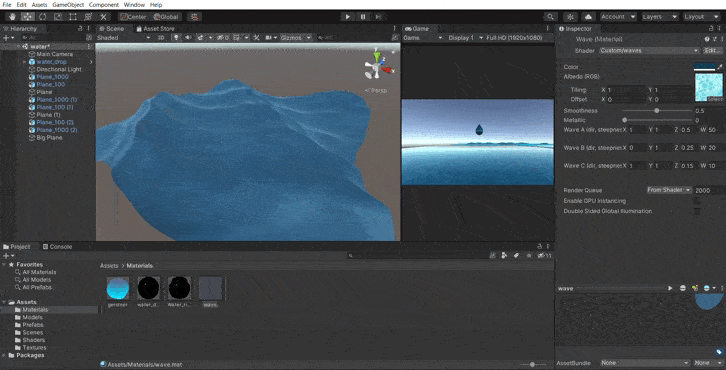 File Edit Assets GameObject Component Window Help
Center Global Account Layers Layout
Hierarchy Scene Asset Store Game Inspector
All Shaded 2D Gizmos All Game Display 1 Full HD (1920x1080) Wave (Material)
water*
Shader Custom/waves Edit...
Main Camera
water_drop
Directional Light
Plane_1000
Plane_100
Plane
Plane_1000 (1)
Plane_100 (1)
Plane (1)
Plane_100 (2)
Plane_1000 (2)
Big Plane
x y z
Persp
Color
Albedo (RGB)
Tiling X 1 Y 1
Offset X 0 Y 0
Select
Smoothness 0.5
Metallic 0
Wave A (dir, steepnes X 1 Y 1 Z 0.5 W 50
Wave B (dir, steepnes X 0 Y 1 Z 0.25 W 20
Wave C (dir, steepnes X 1 Y 1 Z 0.15 W 10
Render Queue From Shader 2000
Enable GPU Instancing
Double Sided Global Illumination
Project Console
Favorites
All Materials
All Models
All Prefabs
Assets
Materials
Models
Prefabs
Scenes
Shaders
Textures
Packages
Assets > Materials
gerstner water_d... Water_n... wave
Assets/Materials/wave.mat
wave
AssetBundle None None